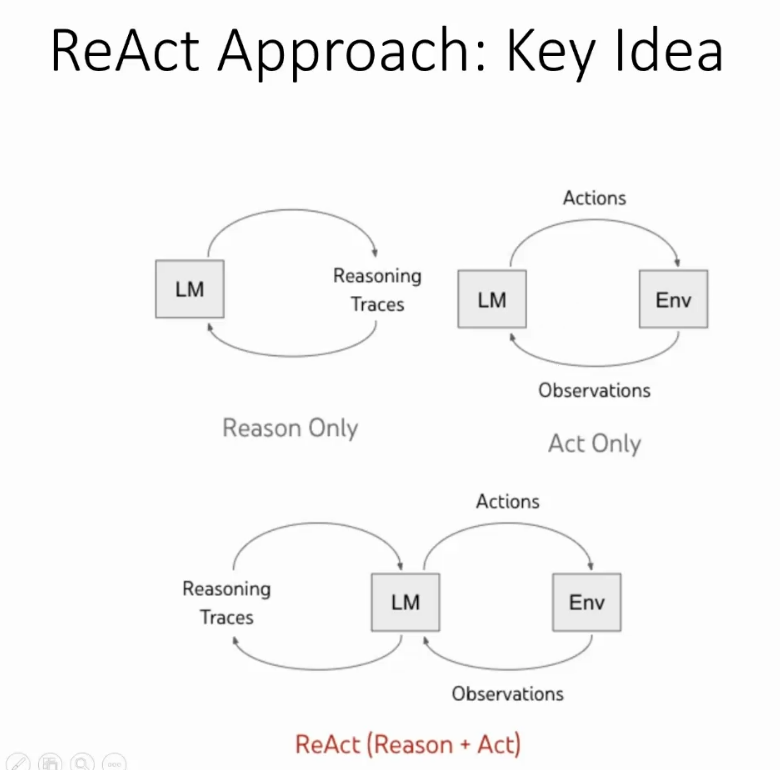 ReAct Approach: Key Idea
LM
Reasoning
Traces
Reason Only
Actions
LM
Env
Observations
Act Only
Actions
Reasoning
Traces
LM
Env
Observations
ReAct (Reason + Act)